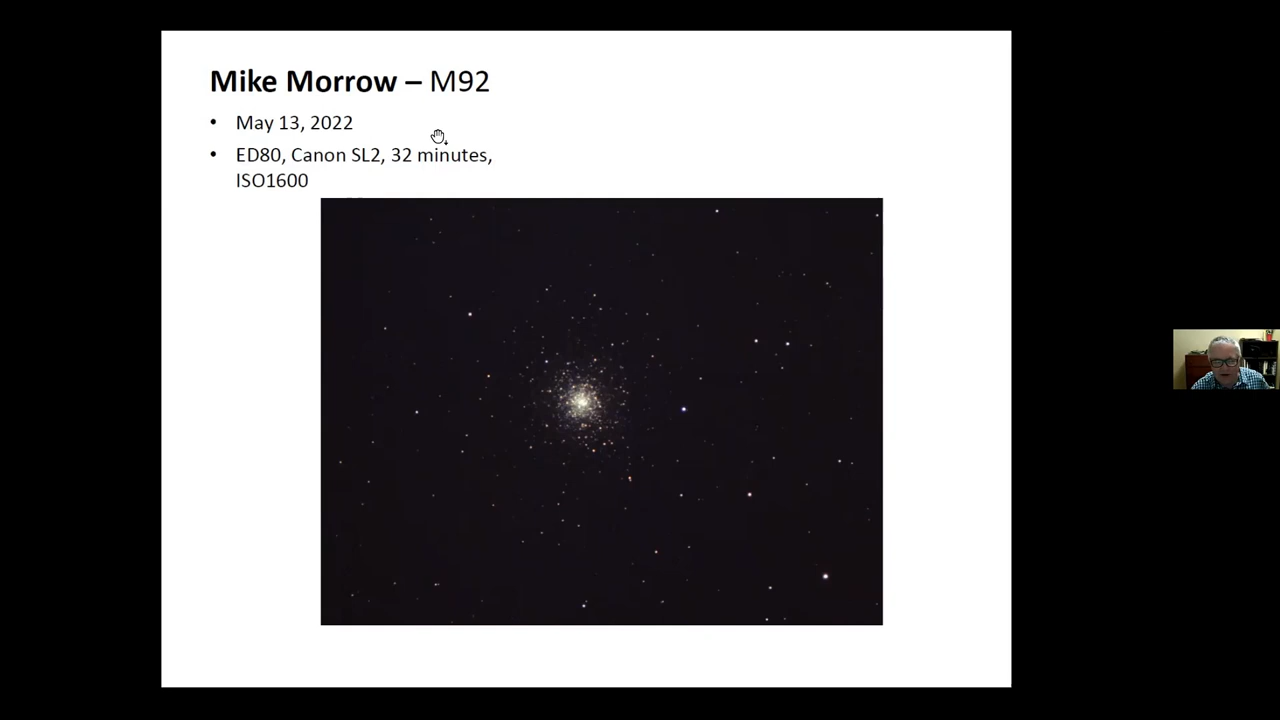 Mike Morrow – M92
• May 13, 2022
• ED80, Canon SL2, 32 minutes,
ISO1600